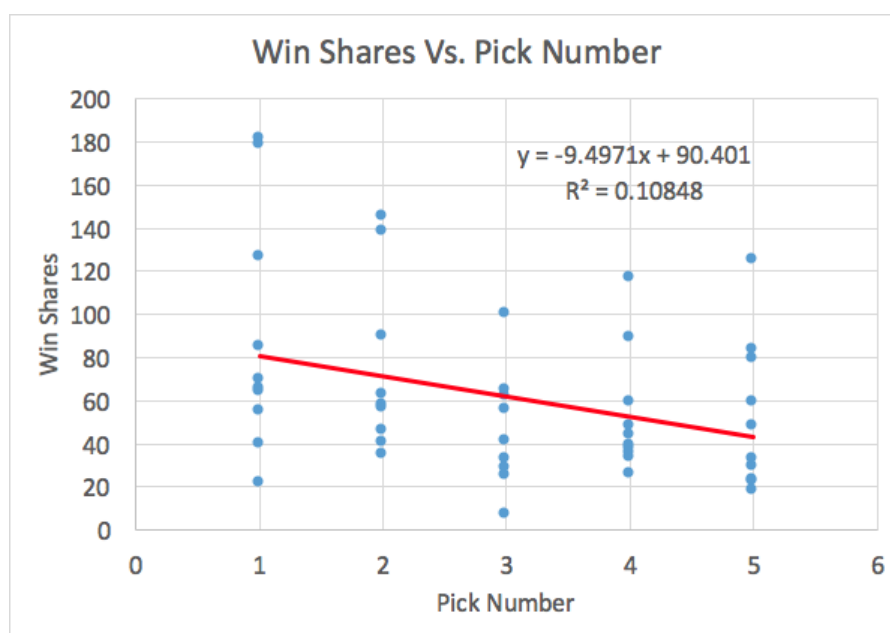 Win Shares Vs. Pick Number
200
180
160
140
120
100
80
60
40
20
0
Win Shares
y = -9.4971x + 90.401
R² = 0.10848
0 1 2 3 4 5 6
Pick Number